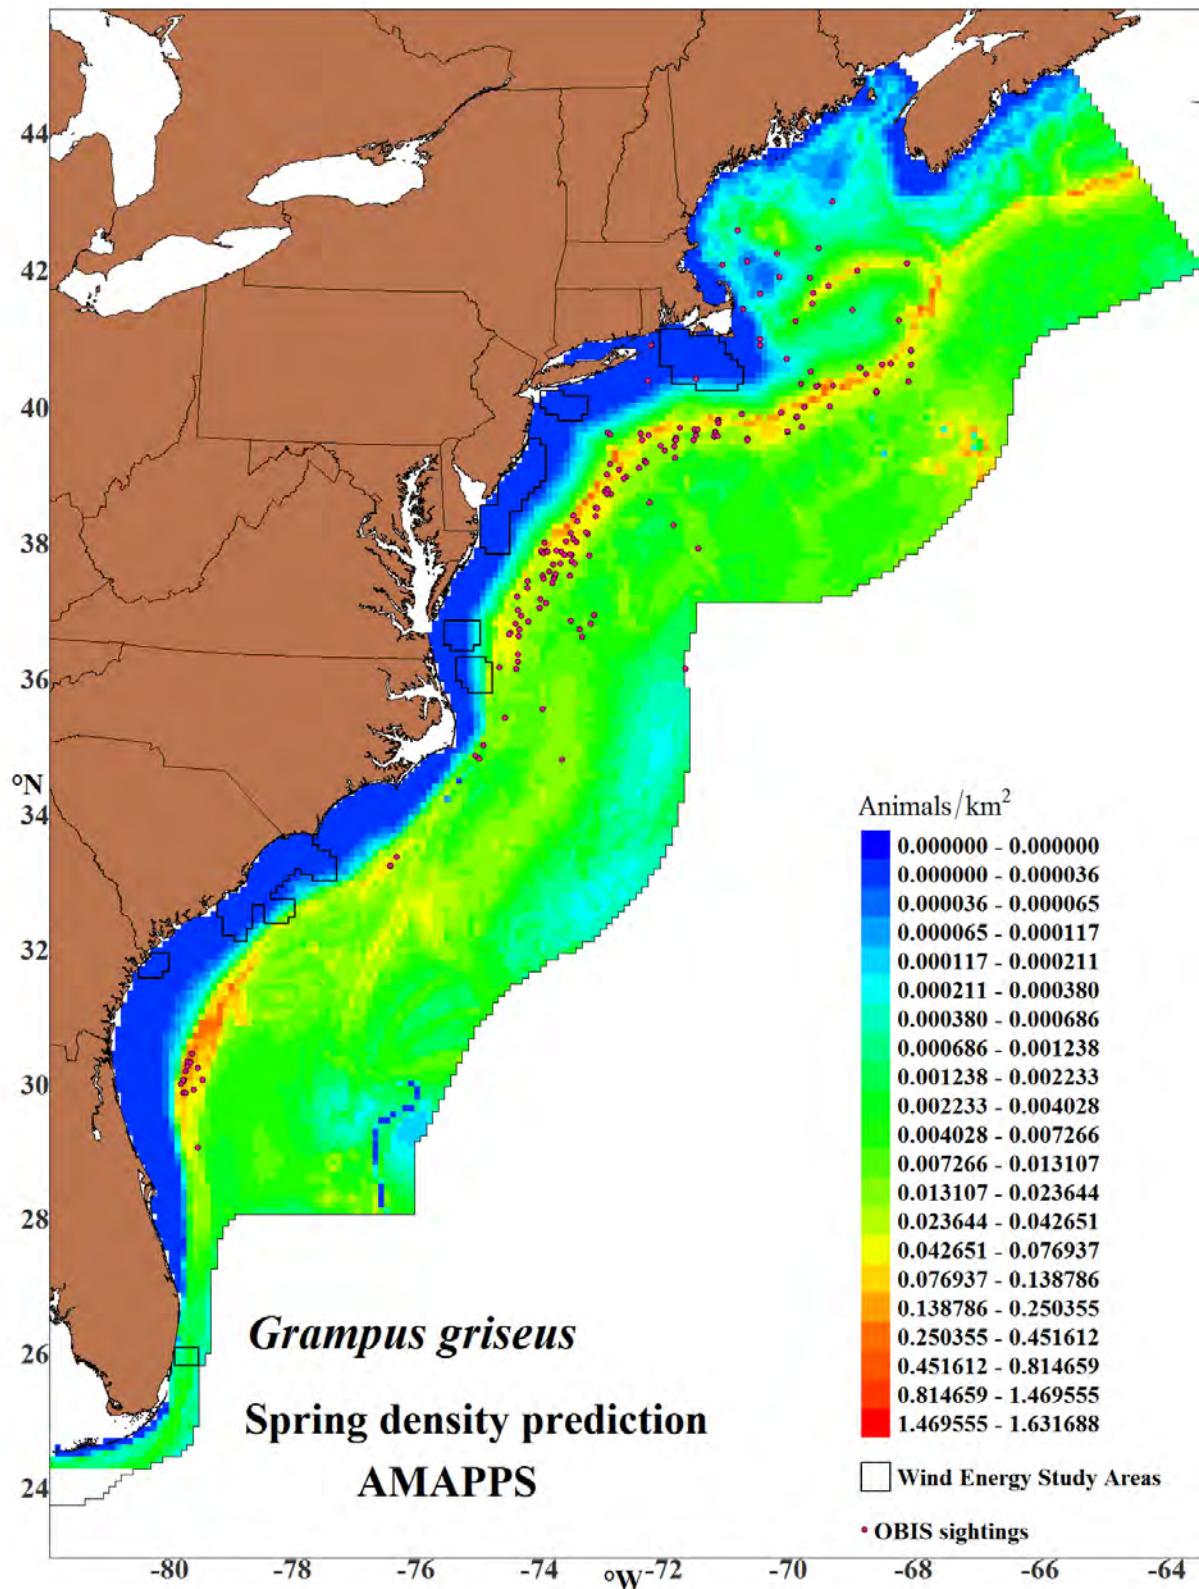 44
42
40
38
36
°N
34
32
30
28
26
24
Animals/km²
0.000000 - 0.000000
0.000000 - 0.000036
0.000036 - 0.000065
0.000065 - 0.000117
0.000117 - 0.000211
0.000211 - 0.000380
0.000380 - 0.000686
0.000686 - 0.001238
0.001238 - 0.002233
0.002233 - 0.004028
0.004028 - 0.007266
0.007266 - 0.013107
0.013107 - 0.023644
0.023644 - 0.042651
0.042651 - 0.076937
0.076937 - 0.138786
0.138786 - 0.250355
0.250355 - 0.451612
0.451612 - 0.814659
0.814659 - 1.469555
1.469555 - 1.631688
Wind Energy Study Areas
OBIS sightings
Grampus griseus
Spring density prediction
AMAPPS
-80 -78 -76 -74 °W -72 -70 -68 -66 -64